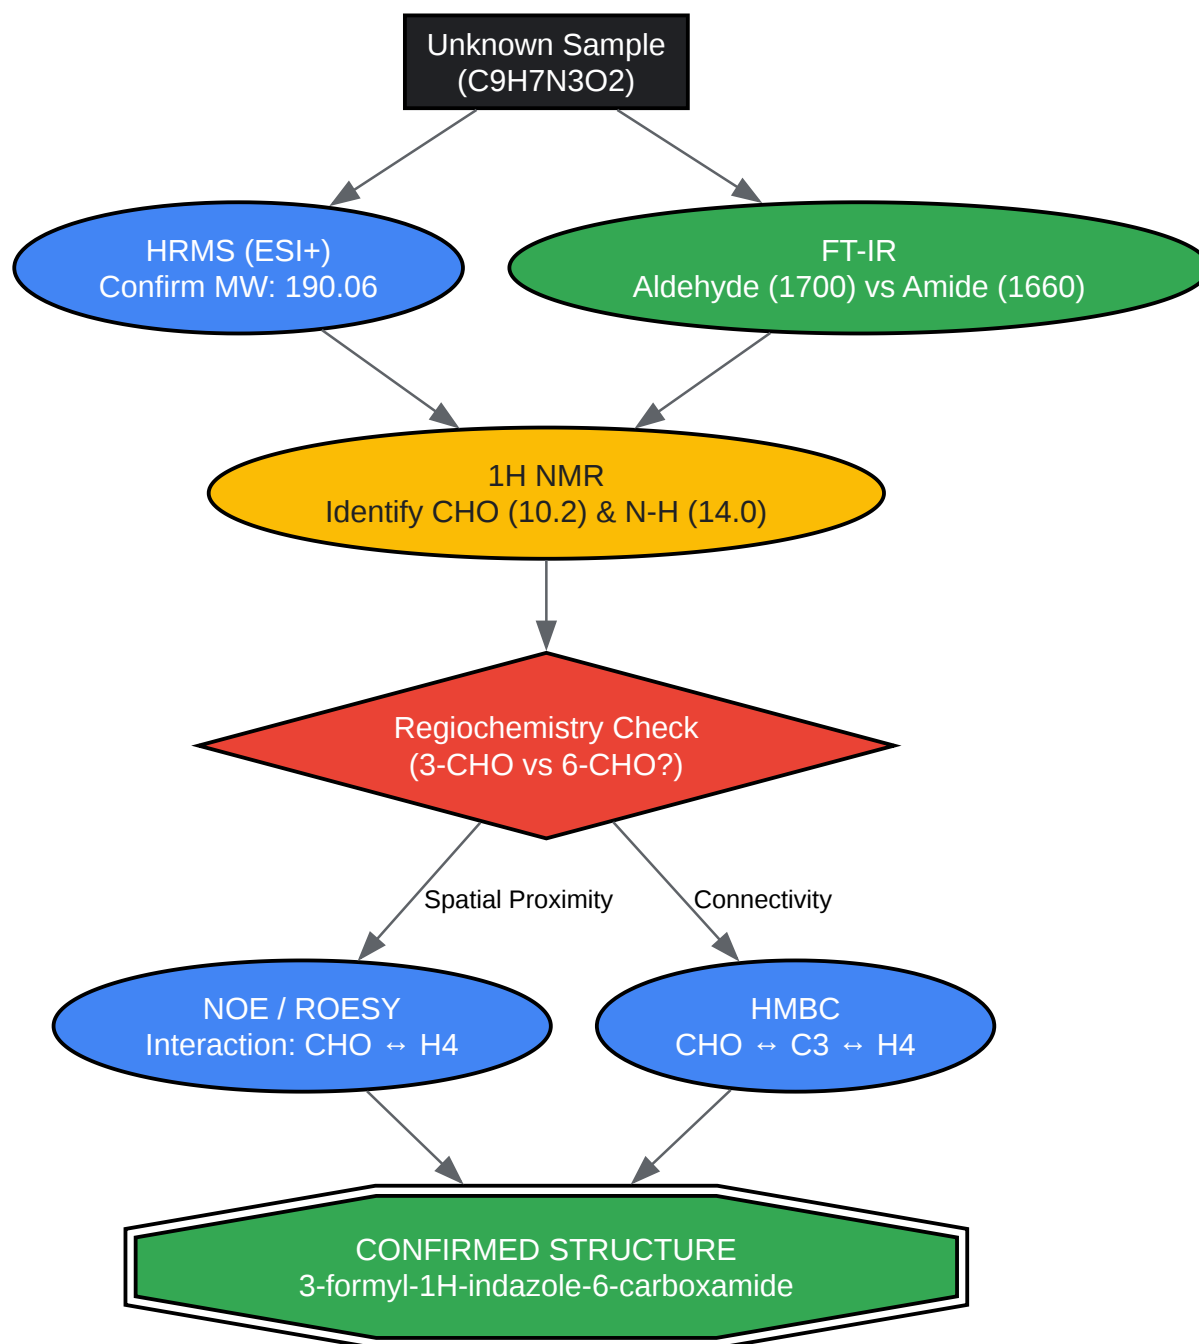 Unknown Sample
(C9H7N3O2)
HRMS (ESI+)
Confirm MW: 190.06
FT-IR
Aldehyde (1700) vs Amide (1660)
1H NMR
Identify CHO (10.2) & N-H (14.0)
Regiochemistry Check
(3-CHO vs 6-CHO?)
Spatial Proximity
Connectivity
NOE / ROESY
Interaction: CHO ↔ H4
HMBC
CHO ↔ C3 ↔ H4
CONFIRMED STRUCTURE
3-formyl-1H-indazole-6-carboxamide